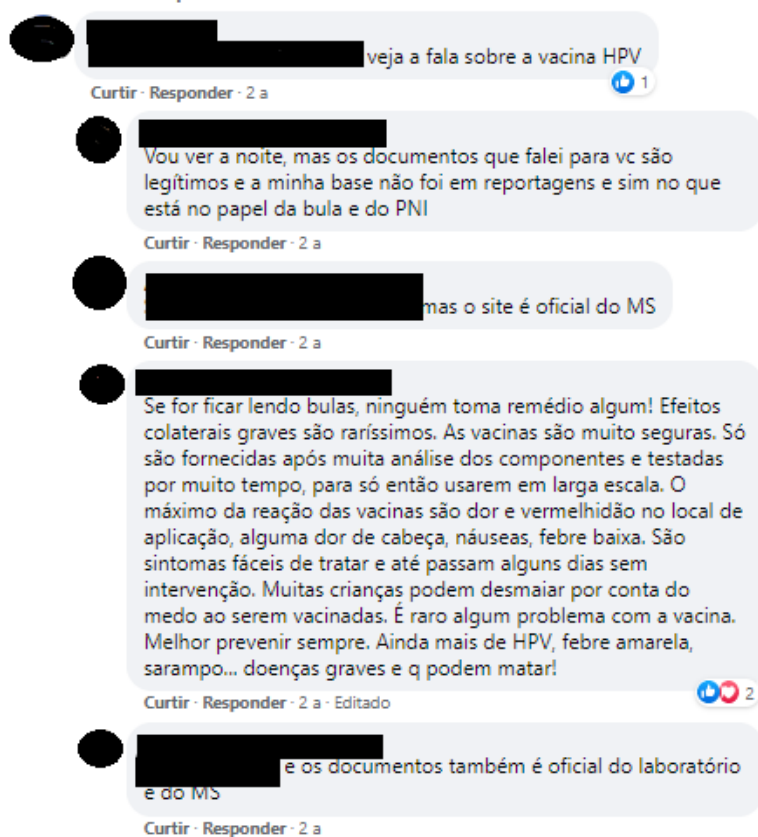 veja a fala sobre a vacina HPV
1
Curtir · Responder · 2 a
Vou ver a noite, mas os documentos que falei para vc são
legítimos e a minha base não foi em reportagens e sim no que
está no papel da bula e do PNI
Curtir · Responder · 2 a
mas o site é oficial do MS
Curtir · Responder · 2 a
Se for ficar lendo bulas, ninguém toma remédio algum! Efeitos
colaterais graves são raríssimos. As vacinas são muito seguras. Só
são fornecidas após muita análise dos componentes e testadas
por muito tempo, para só então usarem em larga escala. O
máximo da reação das vacinas são dor e vermelhidão no local de
aplicação, alguma dor de cabeça, náuseas, febre baixa. São
sintomas fáceis de tratar e até passam alguns dias sem
intervenção. Muitas crianças podem desmaiar por conta do
medo ao serem vacinadas. É raro algum problema com a vacina.
Melhor prevenir sempre. Ainda mais de HPV, febre amarela,
sarampo... doenças graves e q podem matar!
2
Curtir · Responder · 2 a · Editado
e os documentos também é oficial do laboratório
e do MS
Curtir · Responder · 2 a